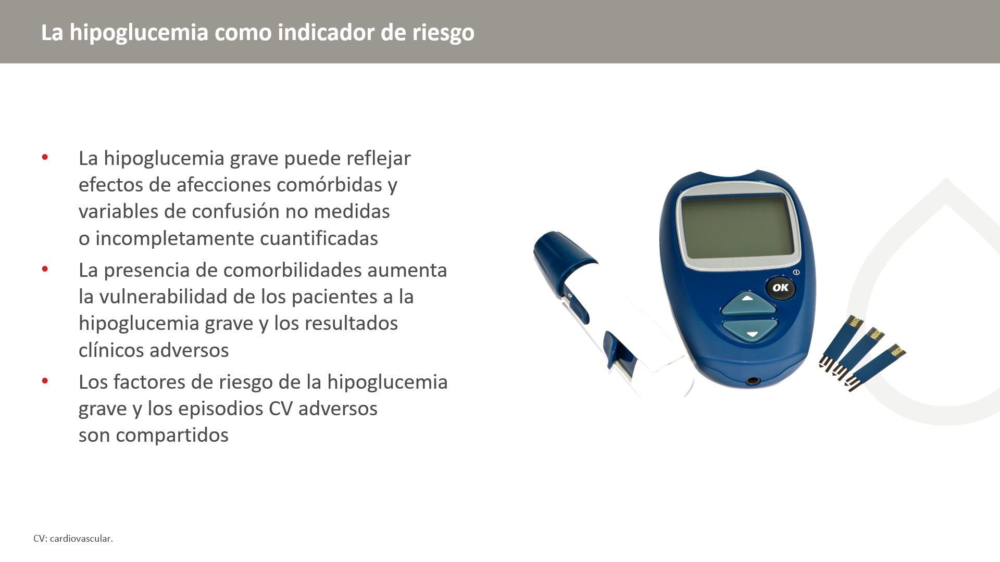 La hipoglucemia como indicador de riesgo
• La hipoglucemia grave puede reflejar
efectos de afecciones comórbidas y
variables de confusión no medidas
o incompletamente cuantificadas
• La presencia de comorbilidades aumenta
la vulnerabilidad de los pacientes a la
hipoglucemia grave y los resultados
clínicos adversos
• Los factores de riesgo de la hipoglucemia
grave y los episodios CV adversos
son compartidos
OK
CV: cardiovascular.